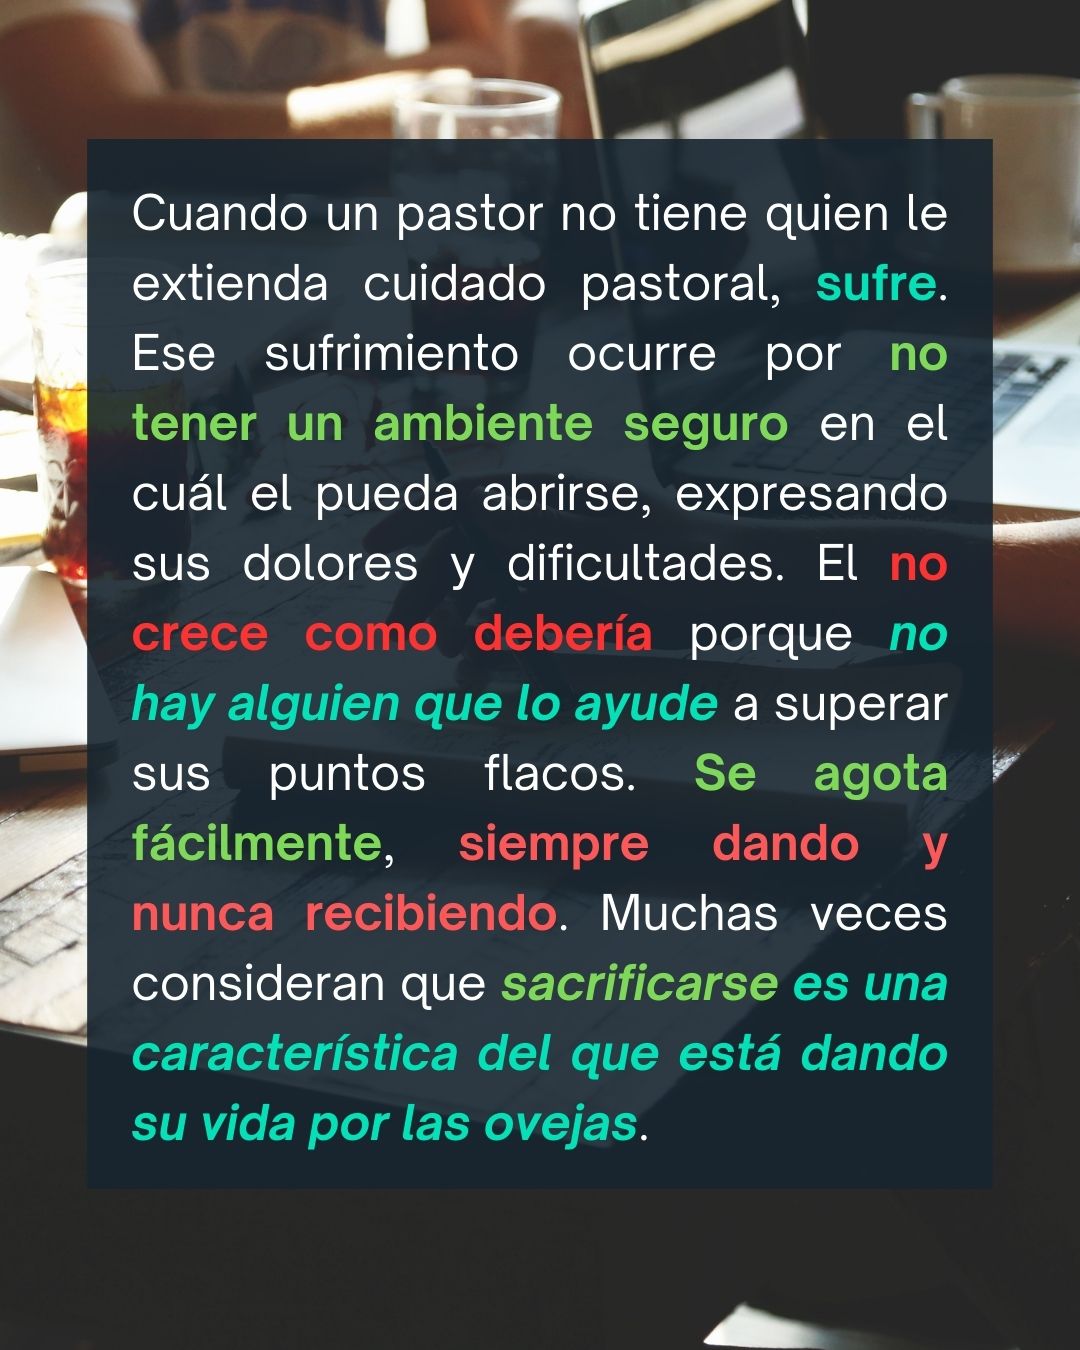 Cuando un pastor no tiene quien le
extienda cuidado pastoral, sufre.
Ese sufrimiento ocurre por no
tener un ambiente seguro en el
cuál el pueda abrirse, expresando
sus dolores y dificultades. El no
crece como debería porque no
hay alguien que lo ayude a superar
sus puntos flacos. Se agota
fácilmente, siempre dando y
nunca recibiendo. Muchas veces
consideran que sacrificarse es una
característica del que está dando
su vida por las ovejas.